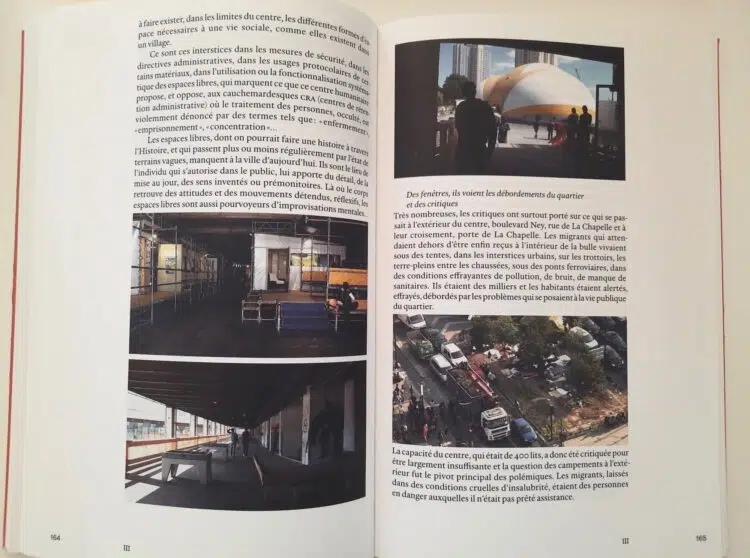 à faire exister, dans les limites du centre, les différentes formes d'es-
pace nécessaires à une vie sociale, comme elles existent dans
un village.
Ce sont ces interstices dans les mesures de sécurité, dans les
directives administratives, dans les usages protocolaires de cer-
tains matériaux, dans l'utilisation ou la fonctionnalisation systéma-
tique des espaces libres, qui marquent ce que ce centre humanitaire
propose, et oppose, aux cauchemardesques CRA (centres de réten-
tion administrative) où le traitement des personnes, occulté, est
violemment dénoncé par des termes tels que : «enfermement»,
«emprisonnement», «concentration»…
Les espaces libres, dont on pourrait faire une histoire à travers
l'Histoire, et qui passent plus ou moins régulièrement par l'état de
terrains vagues, manquent à la ville d'aujourd'hui. Ils sont le lieu de
l'individu qui s'autorise dans le public, lui apporte du détail, de la
mise au jour, des sens inventés ou prémonitoires. Là où le corps
retrouve des attitudes et des mouvements détendus, réflexifs, les
espaces libres sont aussi pourvoyeurs d'improvisations mentales.
164
III
Des fenêtres, ils voient les débordements du quartier
et des critiques
Très nombreuses, les critiques ont surtout porté sur ce qui se pas-
sait à l'extérieur du centre, boulevard Ney, rue de La Chapelle et à
leur croisement, porte de La Chapelle. Les migrants qui atten-
daient dehors d'être enfin reçus à l'intérieur de la bulle vivaient
sous des tentes, dans les interstices urbains, sur les trottoirs, les
terre-pleins entre les chaussées, sous des ponts ferroviaires, dans
des conditions effrayantes de pollution, de bruit, de manque de
sanitaires. Ils étaient des milliers et les habitants étaient alertés,
effrayés, débordés par les problèmes qui se posaient à la vie publique
du quartier.
La capacité du centre, qui était de 400 lits, a donc été critiquée pour
être largement insuffisante et la question des campements à l'exté-
rieur fut le pivot principal des polémiques. Les migrants, laissés
dans des conditions cruelles d'insalubrité, étaient des personnes
en danger auxquelles il n'était pas prêté assistance.
III
165